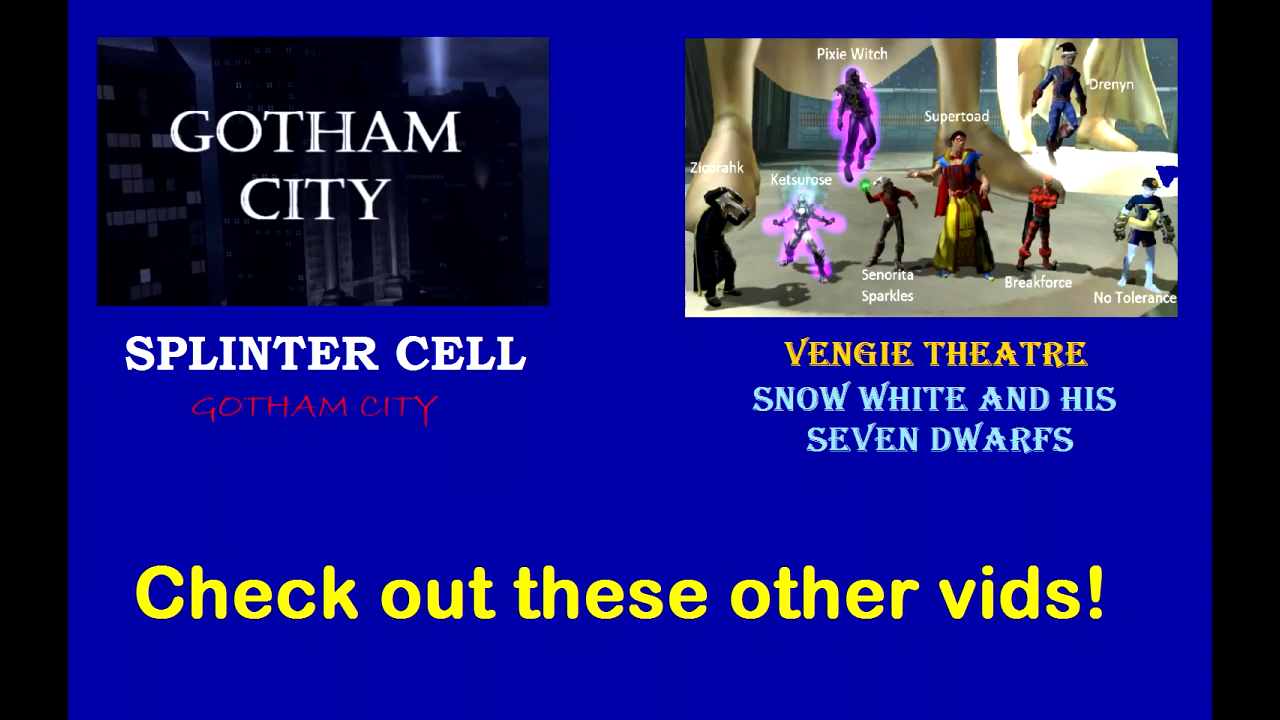 GOTHAM
CITY
SPLINTER CELL
GOTHAM CITY
Pixie Witch
Drenyn
Supertoad
Zicorahk
Ketsurose
Senorita
Sparkles
Breakforce
No Tolerance
VENGIE THEATRE
SNOW WHITE AND HIS
SEVEN DWARFS
Check out these other vids!